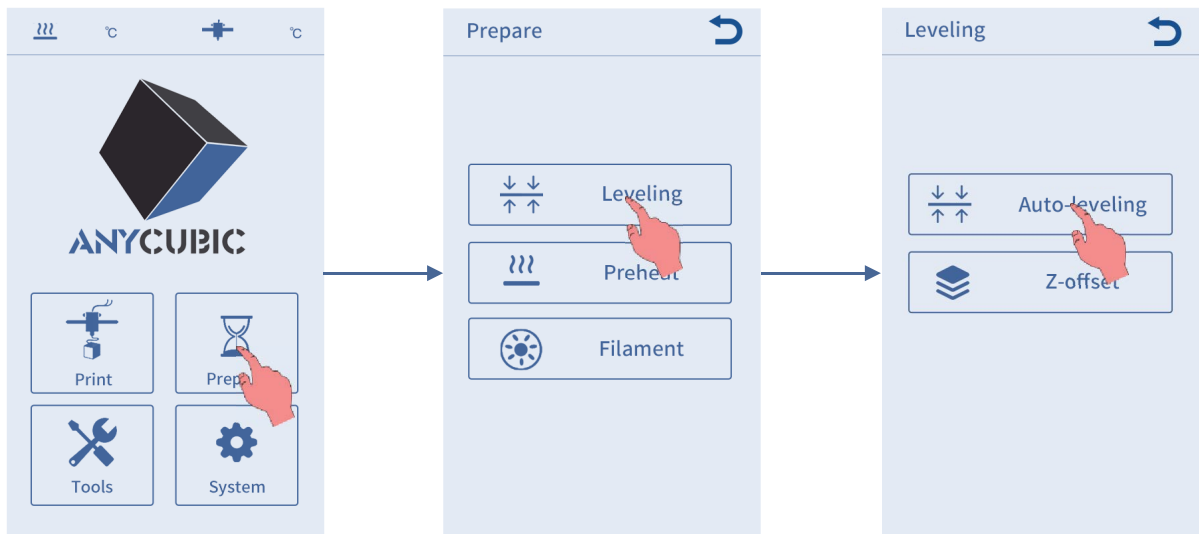 °C °C
ANYCUBIC
Print
Tools
System
Prepare
Leveling
Preheat
Filament
Leveling
Auto-leveling
Z-offset